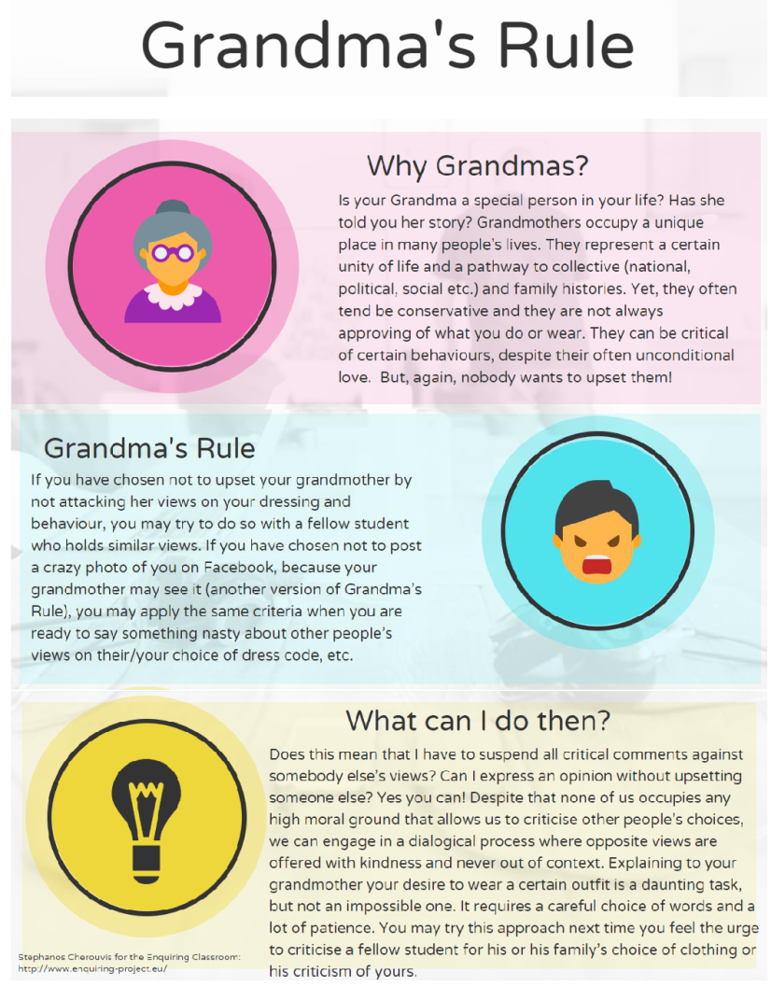 Grandma's Rule
Why Grandmas?
Is your Grandma a special person in your life? Has she
told you her story? Grandmothers occupy a unique
place in many people's lives. They represent a certain
unity of life and a pathway to collective (national,
political, social etc.) and family histories. Yet, they often
tend be conservative and they are not always
approving of what you do or wear. They can be critical
of certain behaviours, despite their often unconditional
love.  But, again, nobody wants to upset them!
Grandma's Rule
If you have chosen not to upset your grandmother by
not attacking her views on your dressing and
behaviour, you may try to do so with a fellow student
who holds similar views. If you have chosen not to post
a crazy photo of you on Facebook, because your
grandmother may see it (another version of Grandma's
Rule), you may apply the same criteria when you are
ready to say something nasty about other people's
views on their/your choice of dress code, etc.
What can I do then?
Does this mean that I have to suspend all critical comments against
somebody else's views? Can I express an opinion without upsetting
someone else? Yes you can! Despite that none of us occupies any
high moral ground that allows us to criticise other people's choices,
we can engage in a dialogical process where opposite views are
offered with kindness and never out of context. Explaining to your
grandmother your desire to wear a certain outfit is a daunting task,
but not an impossible one. It requires a careful choice of words and a
lot of patience. You may try this approach next time you feel the urge
to criticise a fellow student for his or his family's choice of clothing or
his criticism of yours.
Stephanos Cherouvis for the Enquiring Classroom:
http://www.enquiring-project.eu/